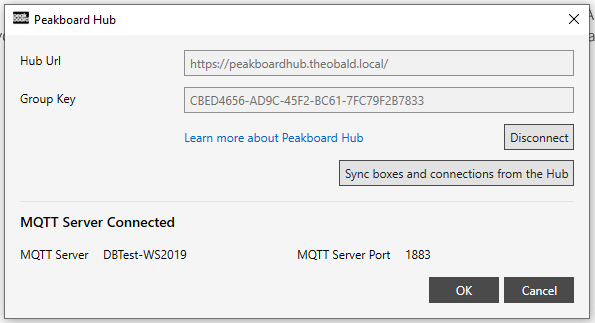 Peakboard Hub
Hub Url
https://peakboardhub.theobald.local/
Group Key
CBED4656-AD9C-45F2-BC61-7FC79F2B7833
Learn more about Peakboard Hub
Disconnect
Sync boxes and connections from the Hub
MQTT Server Connected
MQTT Server DBTest-WS2019 MQTT Server Port 1883
OK Cancel